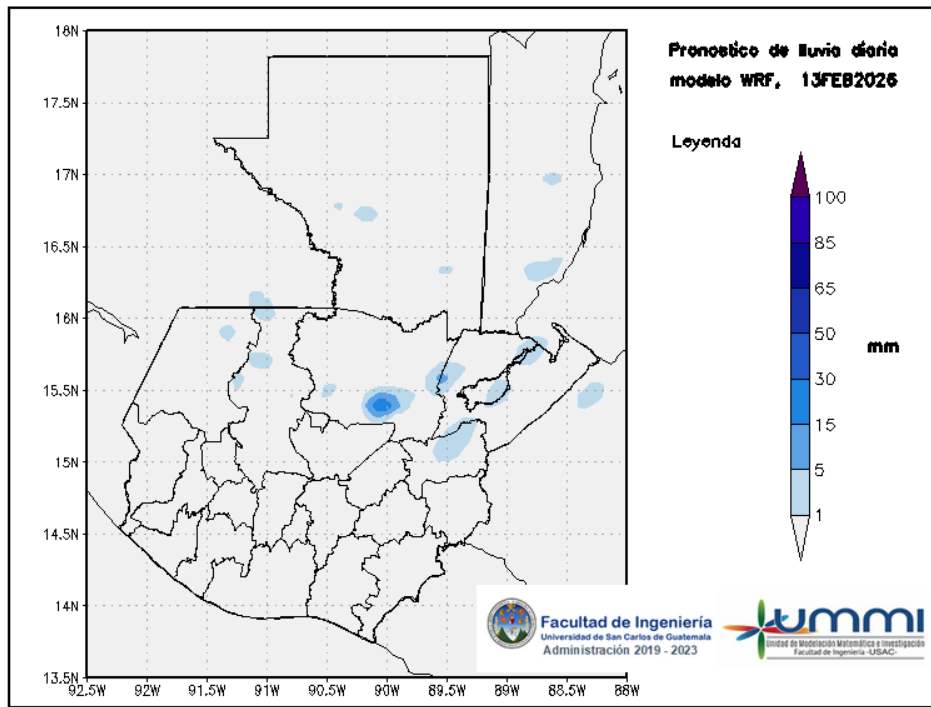 Pronostico de lluvia diaria
modelo WRF, 13FEB2026
Leyenda
100
85
65
50
30
15
5
1
mm
18N
17.5N
17N
16.5N
16N
15.5N
15N
14.5N
14N
13.5N
92.5W
92W
91.5W
91W
90.5W
90W
89.5W
89W
88.5W
88W
Facultad de Ingeniería
Universidad de San Carlos de Guatemala
Administración 2019 - 2023
UMMI
Unidad de Modelación Matemática e Investigación
Facultad de Ingeniería -USAC-